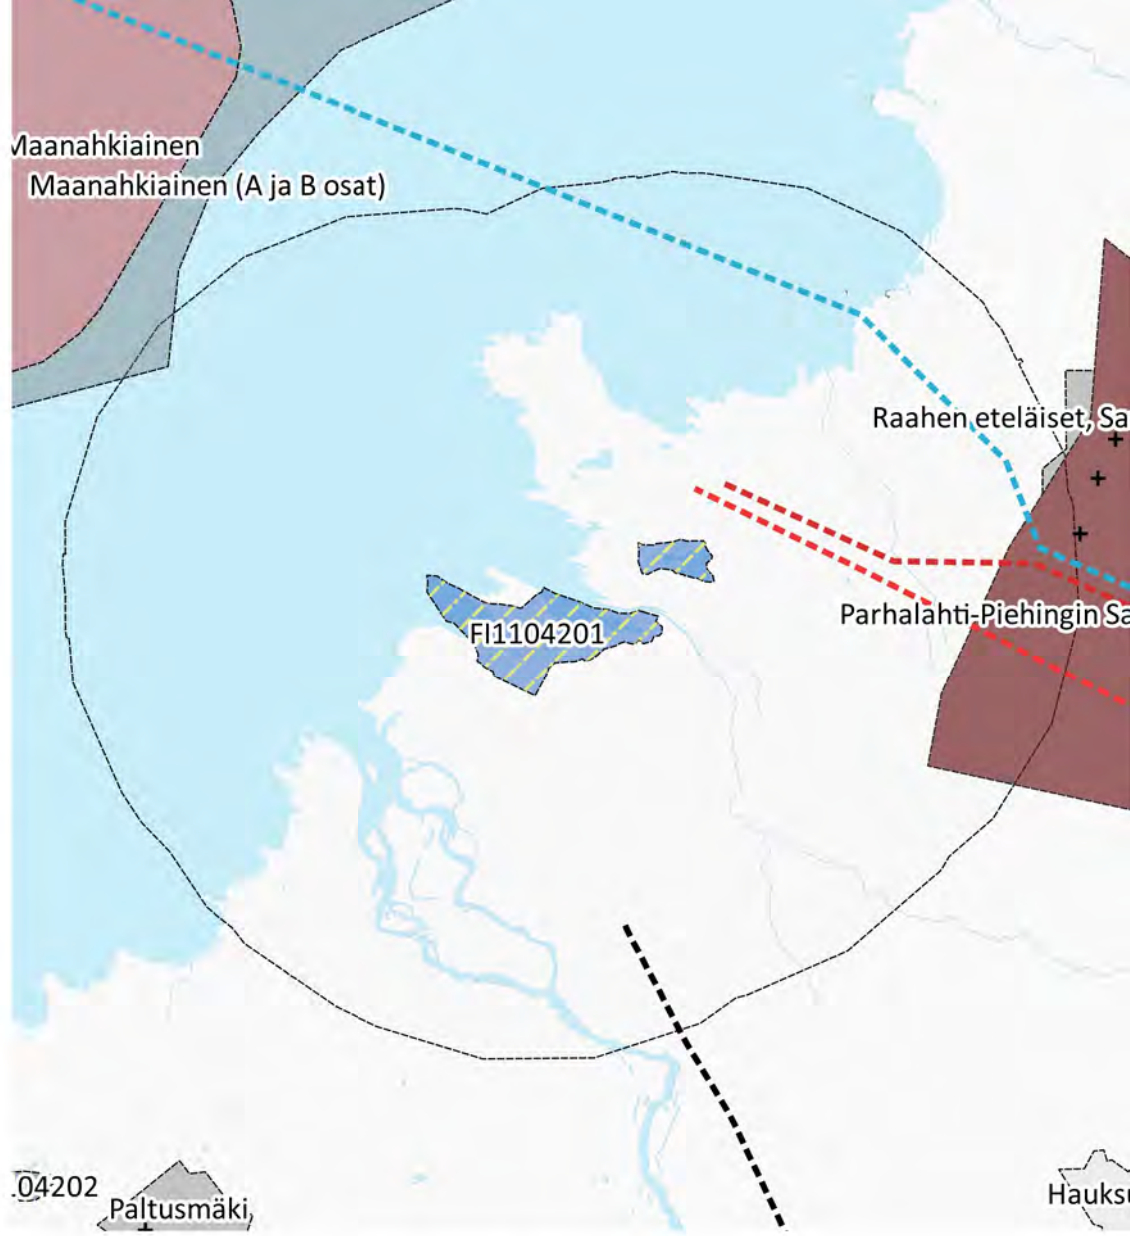 Maanahkiainen
Maanahkiainen (A ja B osat)
Raahen eteläiset, Sa
FI1104201
Parhalahti-Piehingin Sa
04202
Paltusmäki
Hauksu